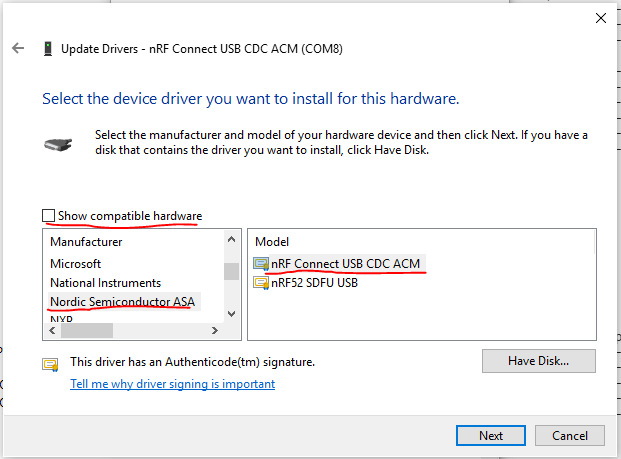 Update Drivers - nRF Connect USB CDC ACM (COM8)
Select the device driver you want to install for this hardware.
Select the manufacturer and model of your hardware device and then click Next. If you have a
disk that contains the driver you want to install, click Have Disk.
Show compatible hardware
Manufacturer
Microsoft
National Instruments
Nordic Semiconductor ASA
NXP
Model
nRF Connect USB CDC ACM
nRF52 SDFU USB
This driver has an Authenticode(tm) signature.
Tell me why driver signing is important
Have Disk...
Next
Cancel